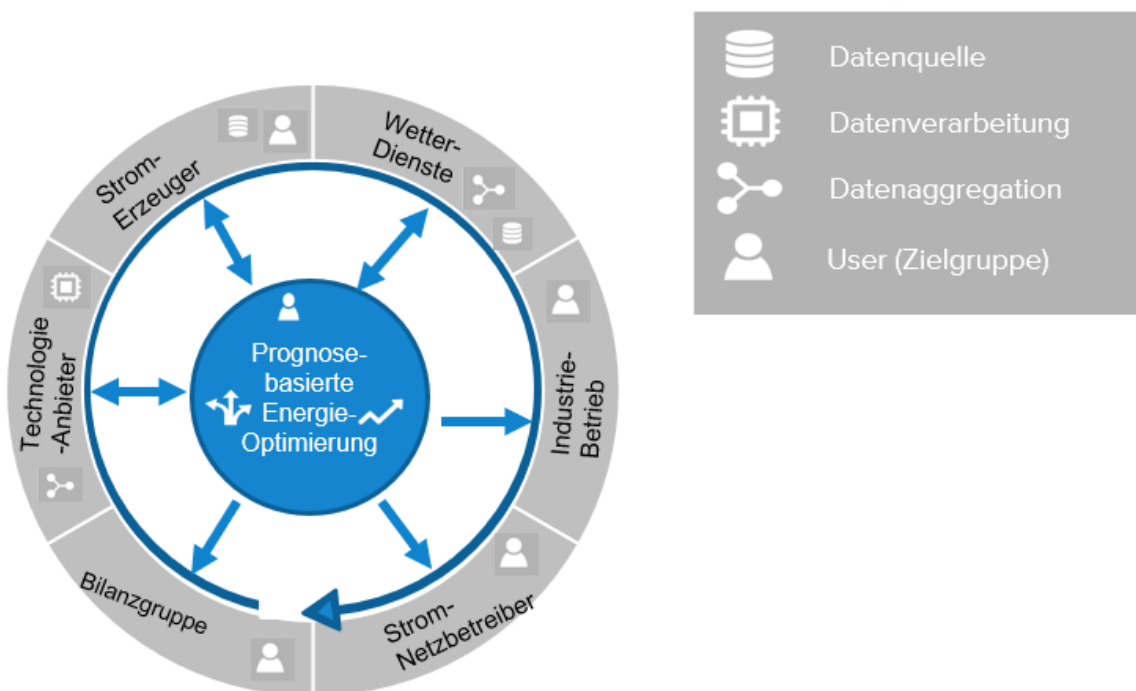 Strom-
Erzeuger
Wetter-
Dienste
Industrie-
Betrieb
Strom-
Netzbetreiber
Bilanzgruppe
Technologie
-Anbieter
Prognose-
basierte
Energie-
Optimierung
Datenquelle
Datenverarbeitung
Datenaggregation
User (Zielgruppe)